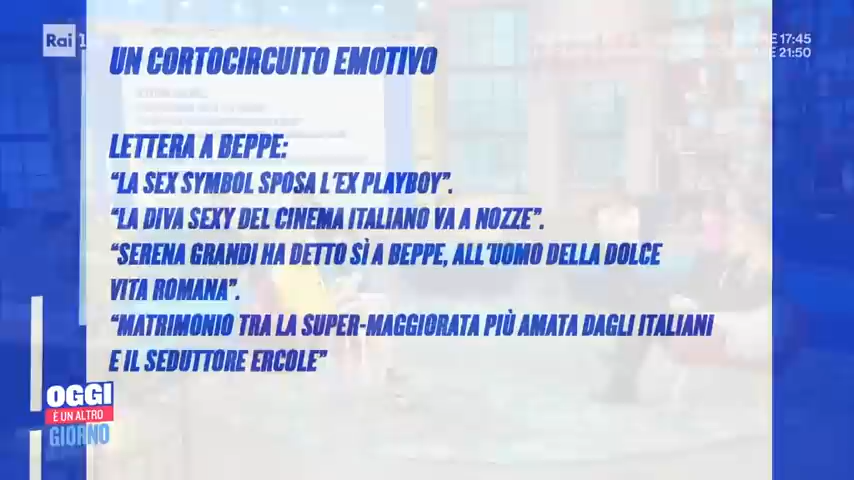 Rai 1
E 17:45
E 21:50
UN CORTOCIRCUITO EMOTIVO
LETTERA A BEPPE:
“LA SEX SYMBOL SPOSA L'EX PLAYBOY”.
“LA DIVA SEXY DEL CINEMA ITALIANO VA A NOZZE”.
“SERENA GRANDI HA DETTO SÌ A BEPPE, ALL'UOMO DELLA DOLCE
VITA ROMANA”.
“MATRIMONIO TRA LA SUPER-MAGGIORATA PIÙ AMATA DAGLI ITALIANI
E IL SEDUTTORE ERCOLE”
OGGI
È UN ALTRO
GIORNO